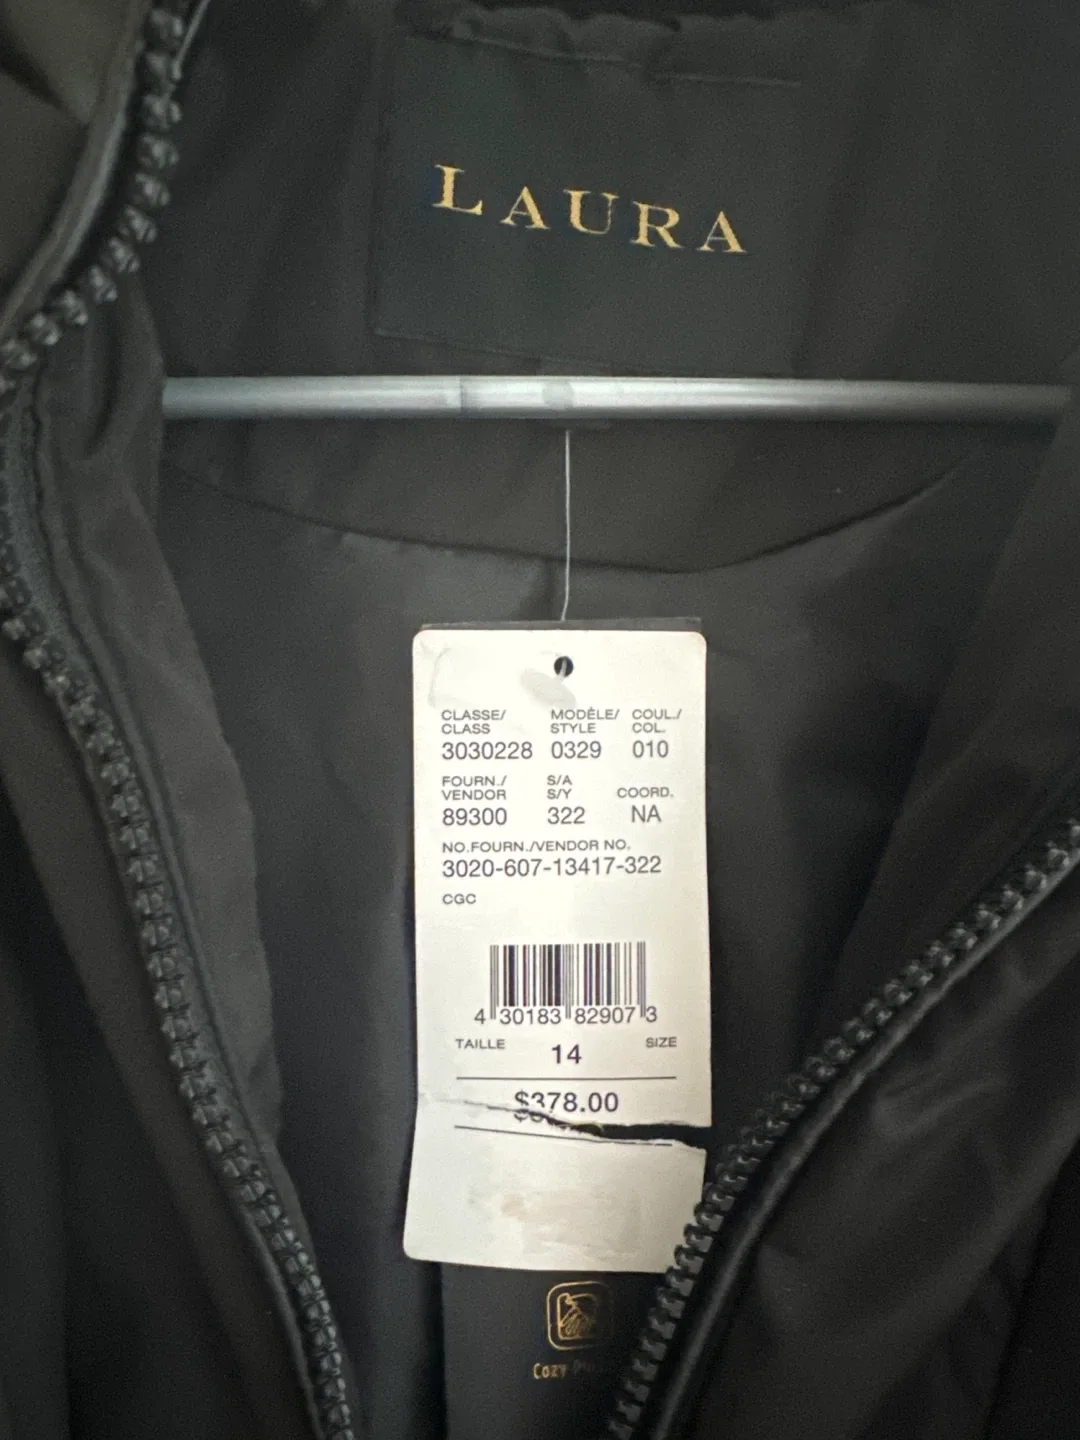 LAURA
CLASSE/ MODÈLE/ COUL./
CLASS STYLE COL.
3030228 0329 010
FOURN./ S/A
VENDOR S/Y COORD.
89300 322 NA
NO.FOURN./VENDOR NO.
3020-607-13417-322
CGC
4 30183 82907 3
TAILLE 14 SIZE
$378.00
Cozy